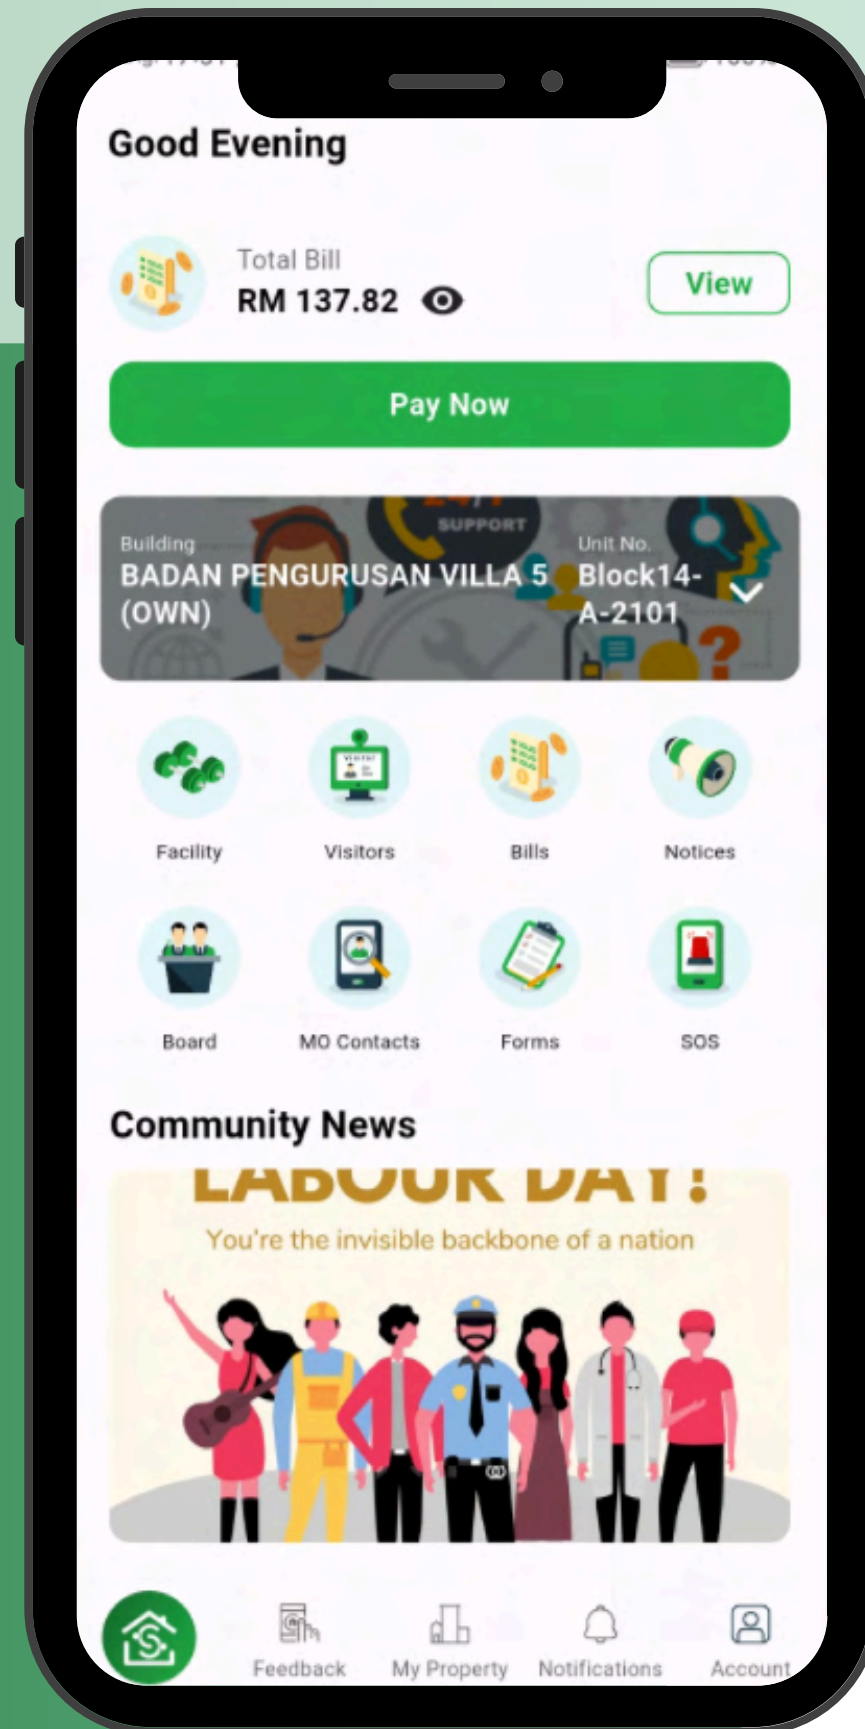 Good Evening
Total Bill
RM 137.82
View
Pay Now
SUPPORT
Building
Unit No.
BADAN PENGURUSAN VILLA 5
(OWN)
Block14-
A-2101
Facility
Visitors
Bills
Notices
Board
MO Contacts
Forms
SOS
Community News
LABOUR DAY!
You're the invisible backbone of a nation
Feedback
My Property
Notifications
Account